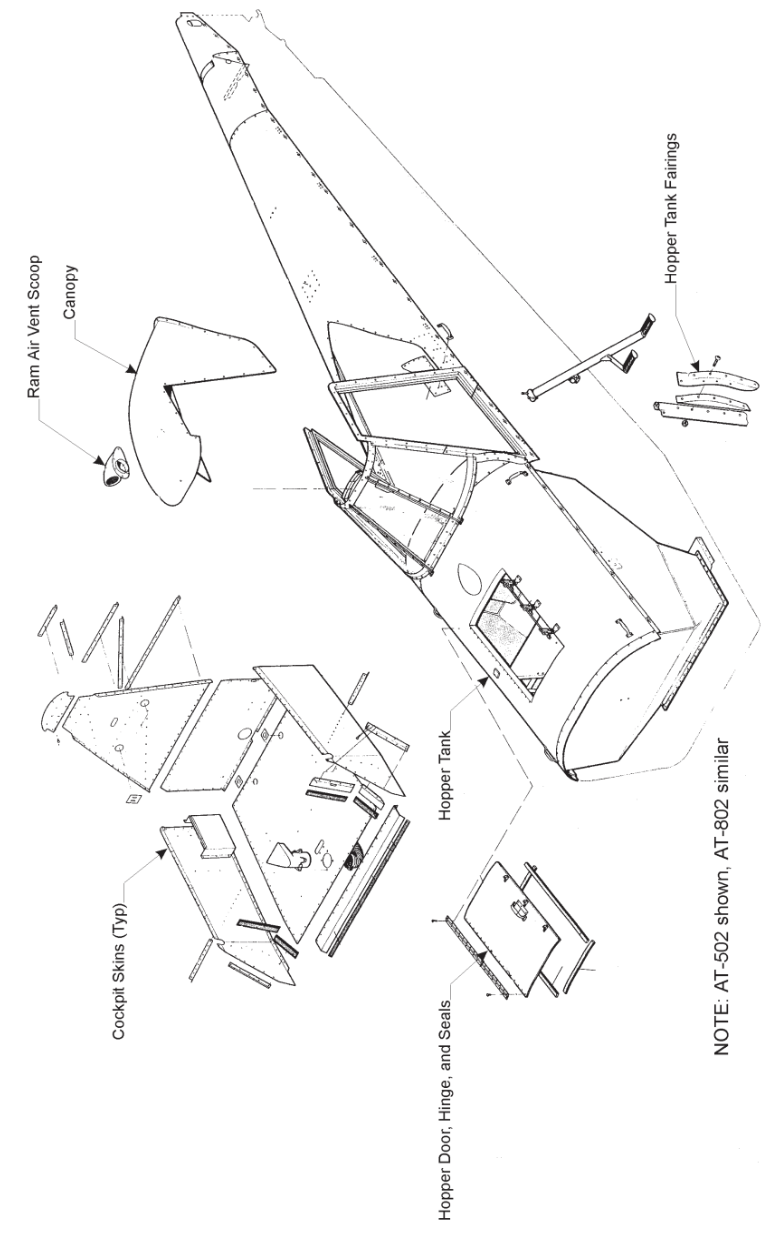 Ram Air Vent Scoop
Canopy
Hopper Tank Fairings
Cockpit Skins (Typ)
Hopper Tank
Hopper Door, Hinge, and Seals
NOTE: AT-502 shown, AT-802 similar